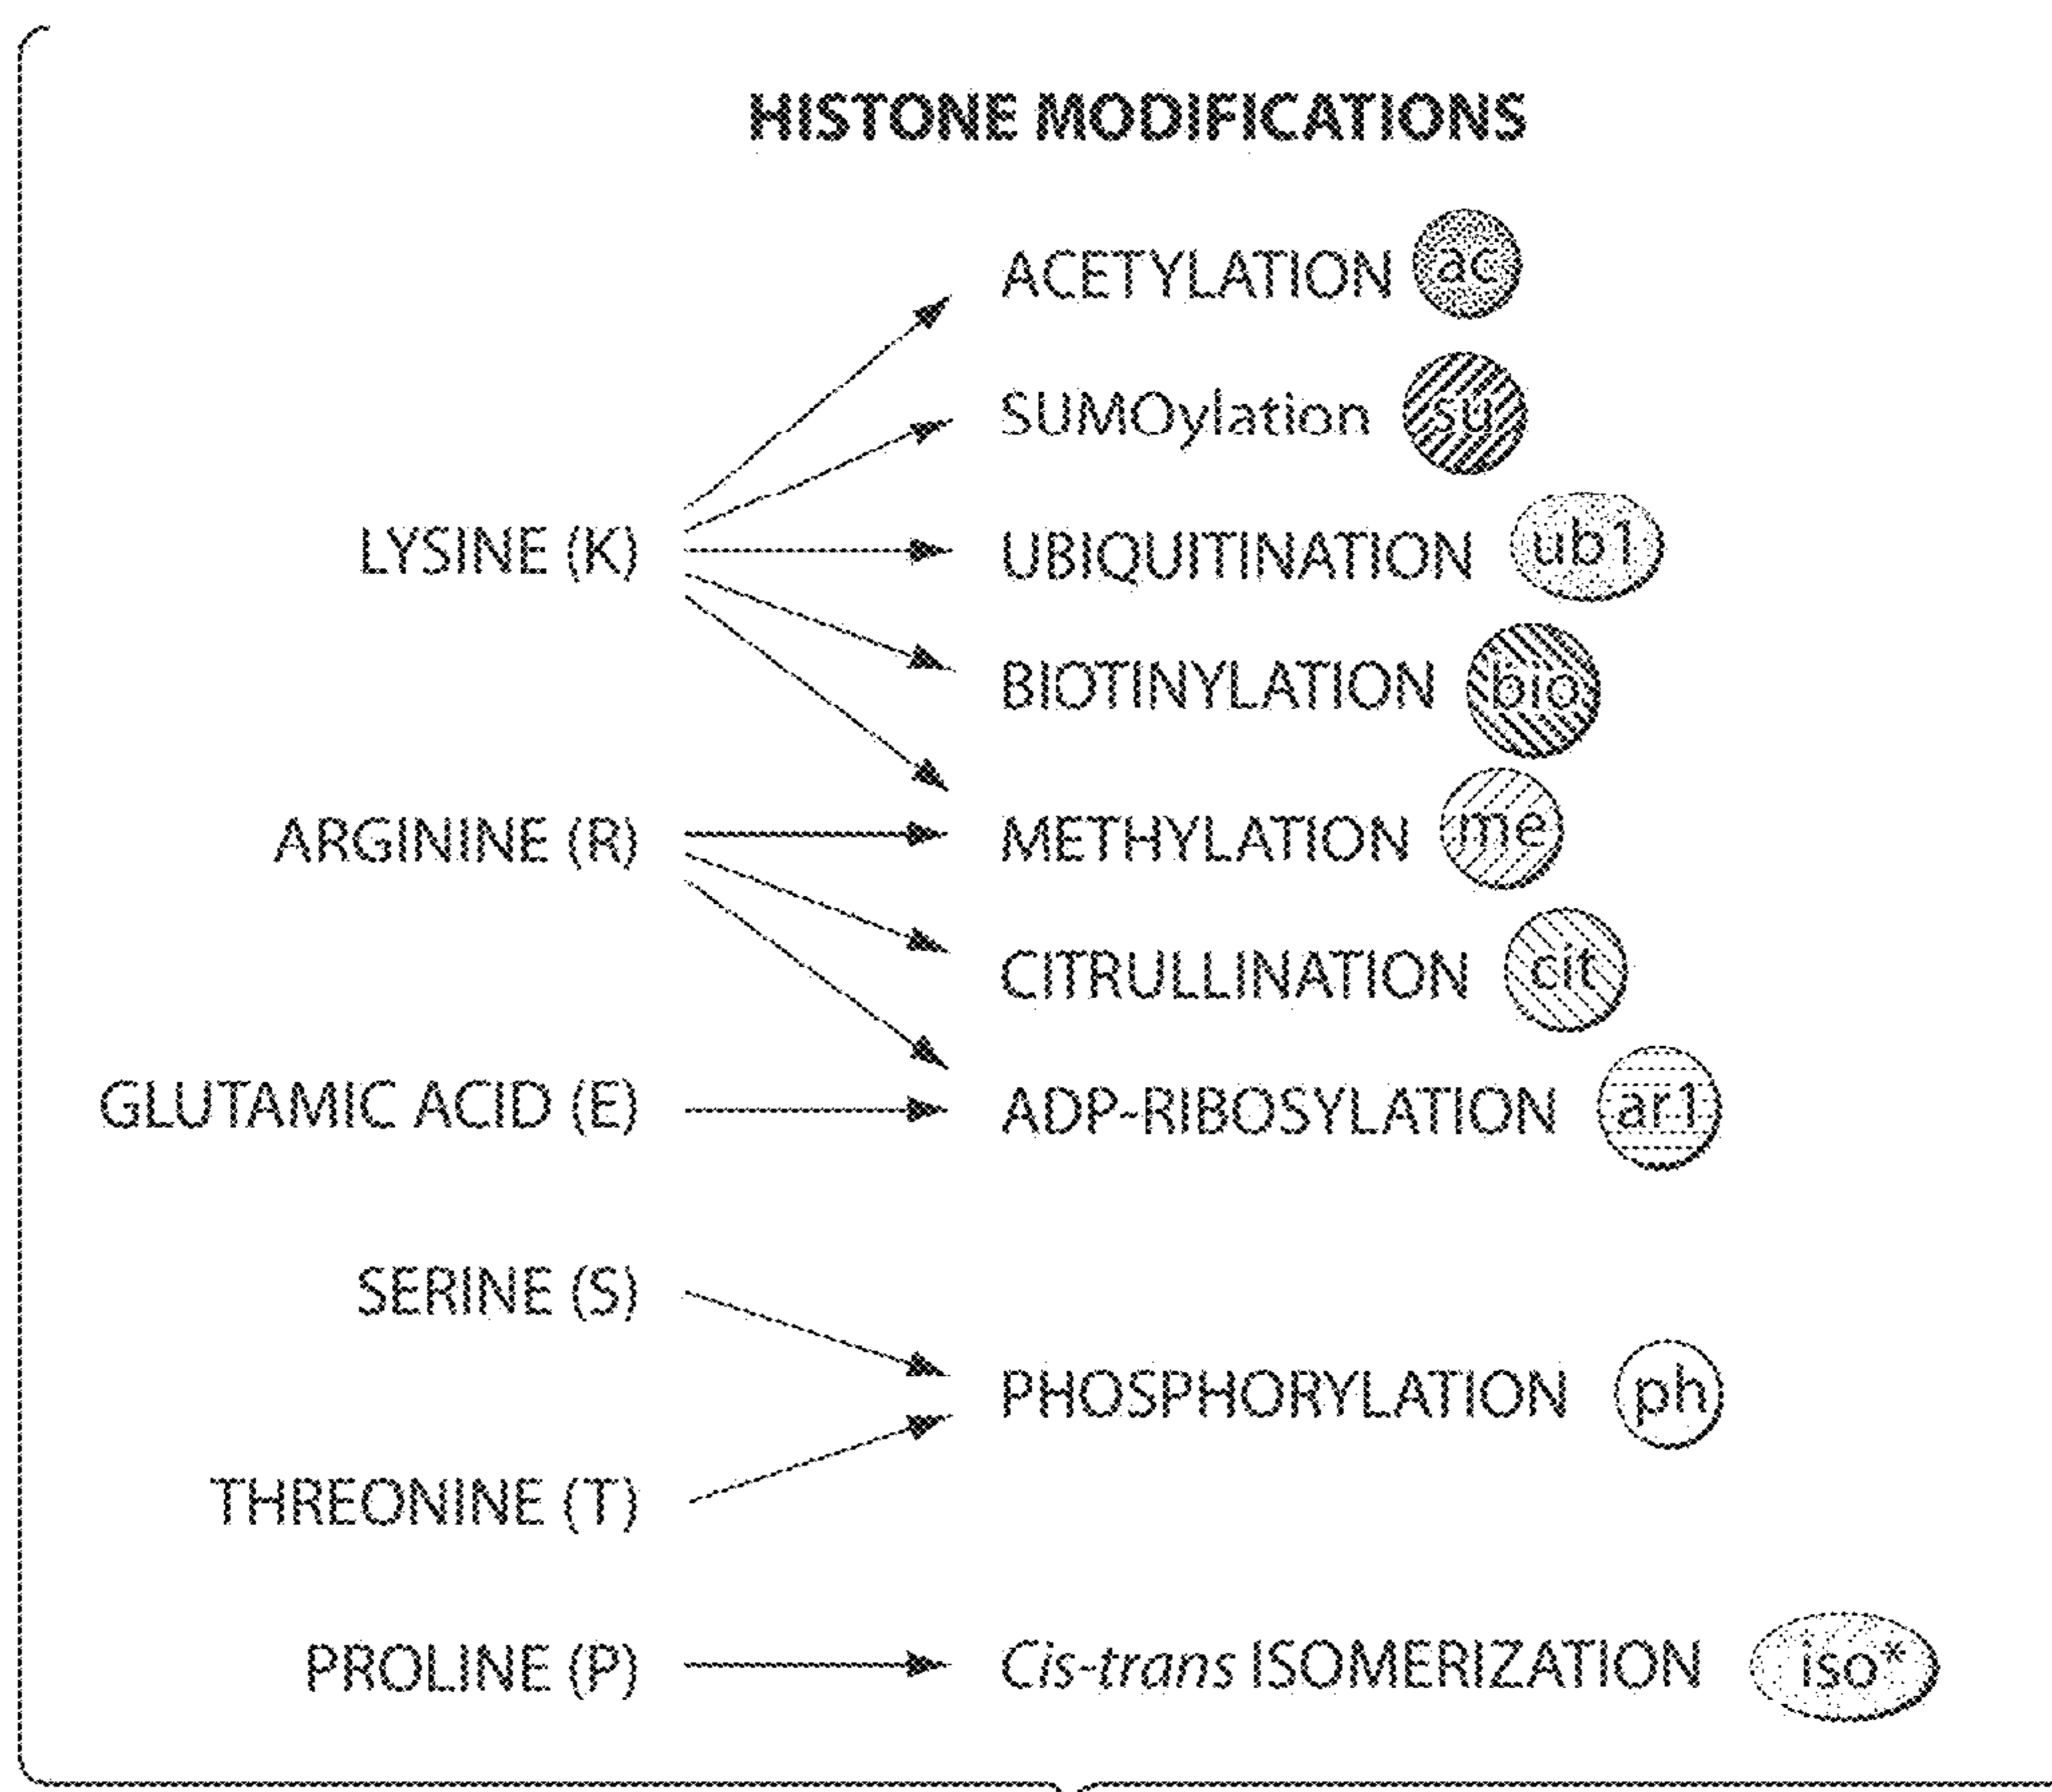 HISTONE MODIFICATIONS
ACETYLATION ac
SUMOylation su
LYSINE (K) UBIQUITINATION ub1
BIOTINYLATION bio
ARGININE (R) METHYLATION me
CITRULLINATION cit
GLUTAMIC ACID (E) ADP-RIBOSYLATION ar1
SERINE (S)
PHOSPHORYLATION ph
THREONINE (T)
PROLINE (P) Cis-trans ISOMERIZATION iso*